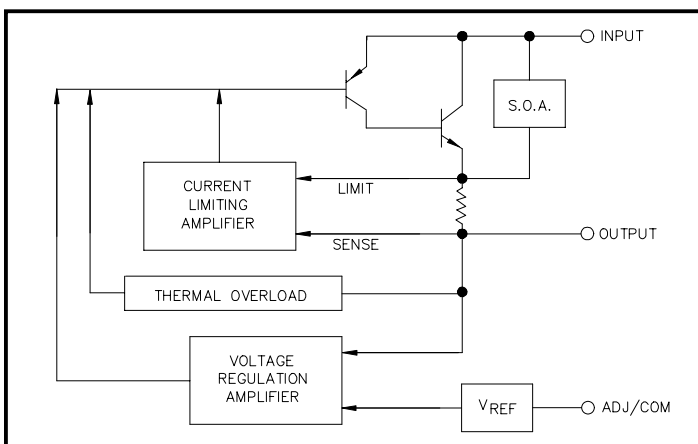 INPUT
S.O.A.
CURRENT
LIMITING
AMPLIFIER
LIMIT
SENSE
OUTPUT
THERMAL OVERLOAD
VOLTAGE
REGULATION
AMPLIFIER
VREF
ADJ/COM